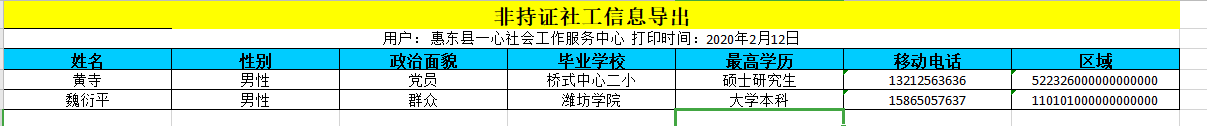 非持证社工信息导出
用户： 惠东县一心社会工作服务中心 打印时间：2020年2月12日
姓名 性别 政治面貌 毕业学校 最高学历 移动电话 区域
黄寺 男性 党员 桥式中心二小 硕士研究生 13212563636 522326000000000000
魏衍平 男性 群众 潍坊学院 大学本科 15865057637 110101000000000000